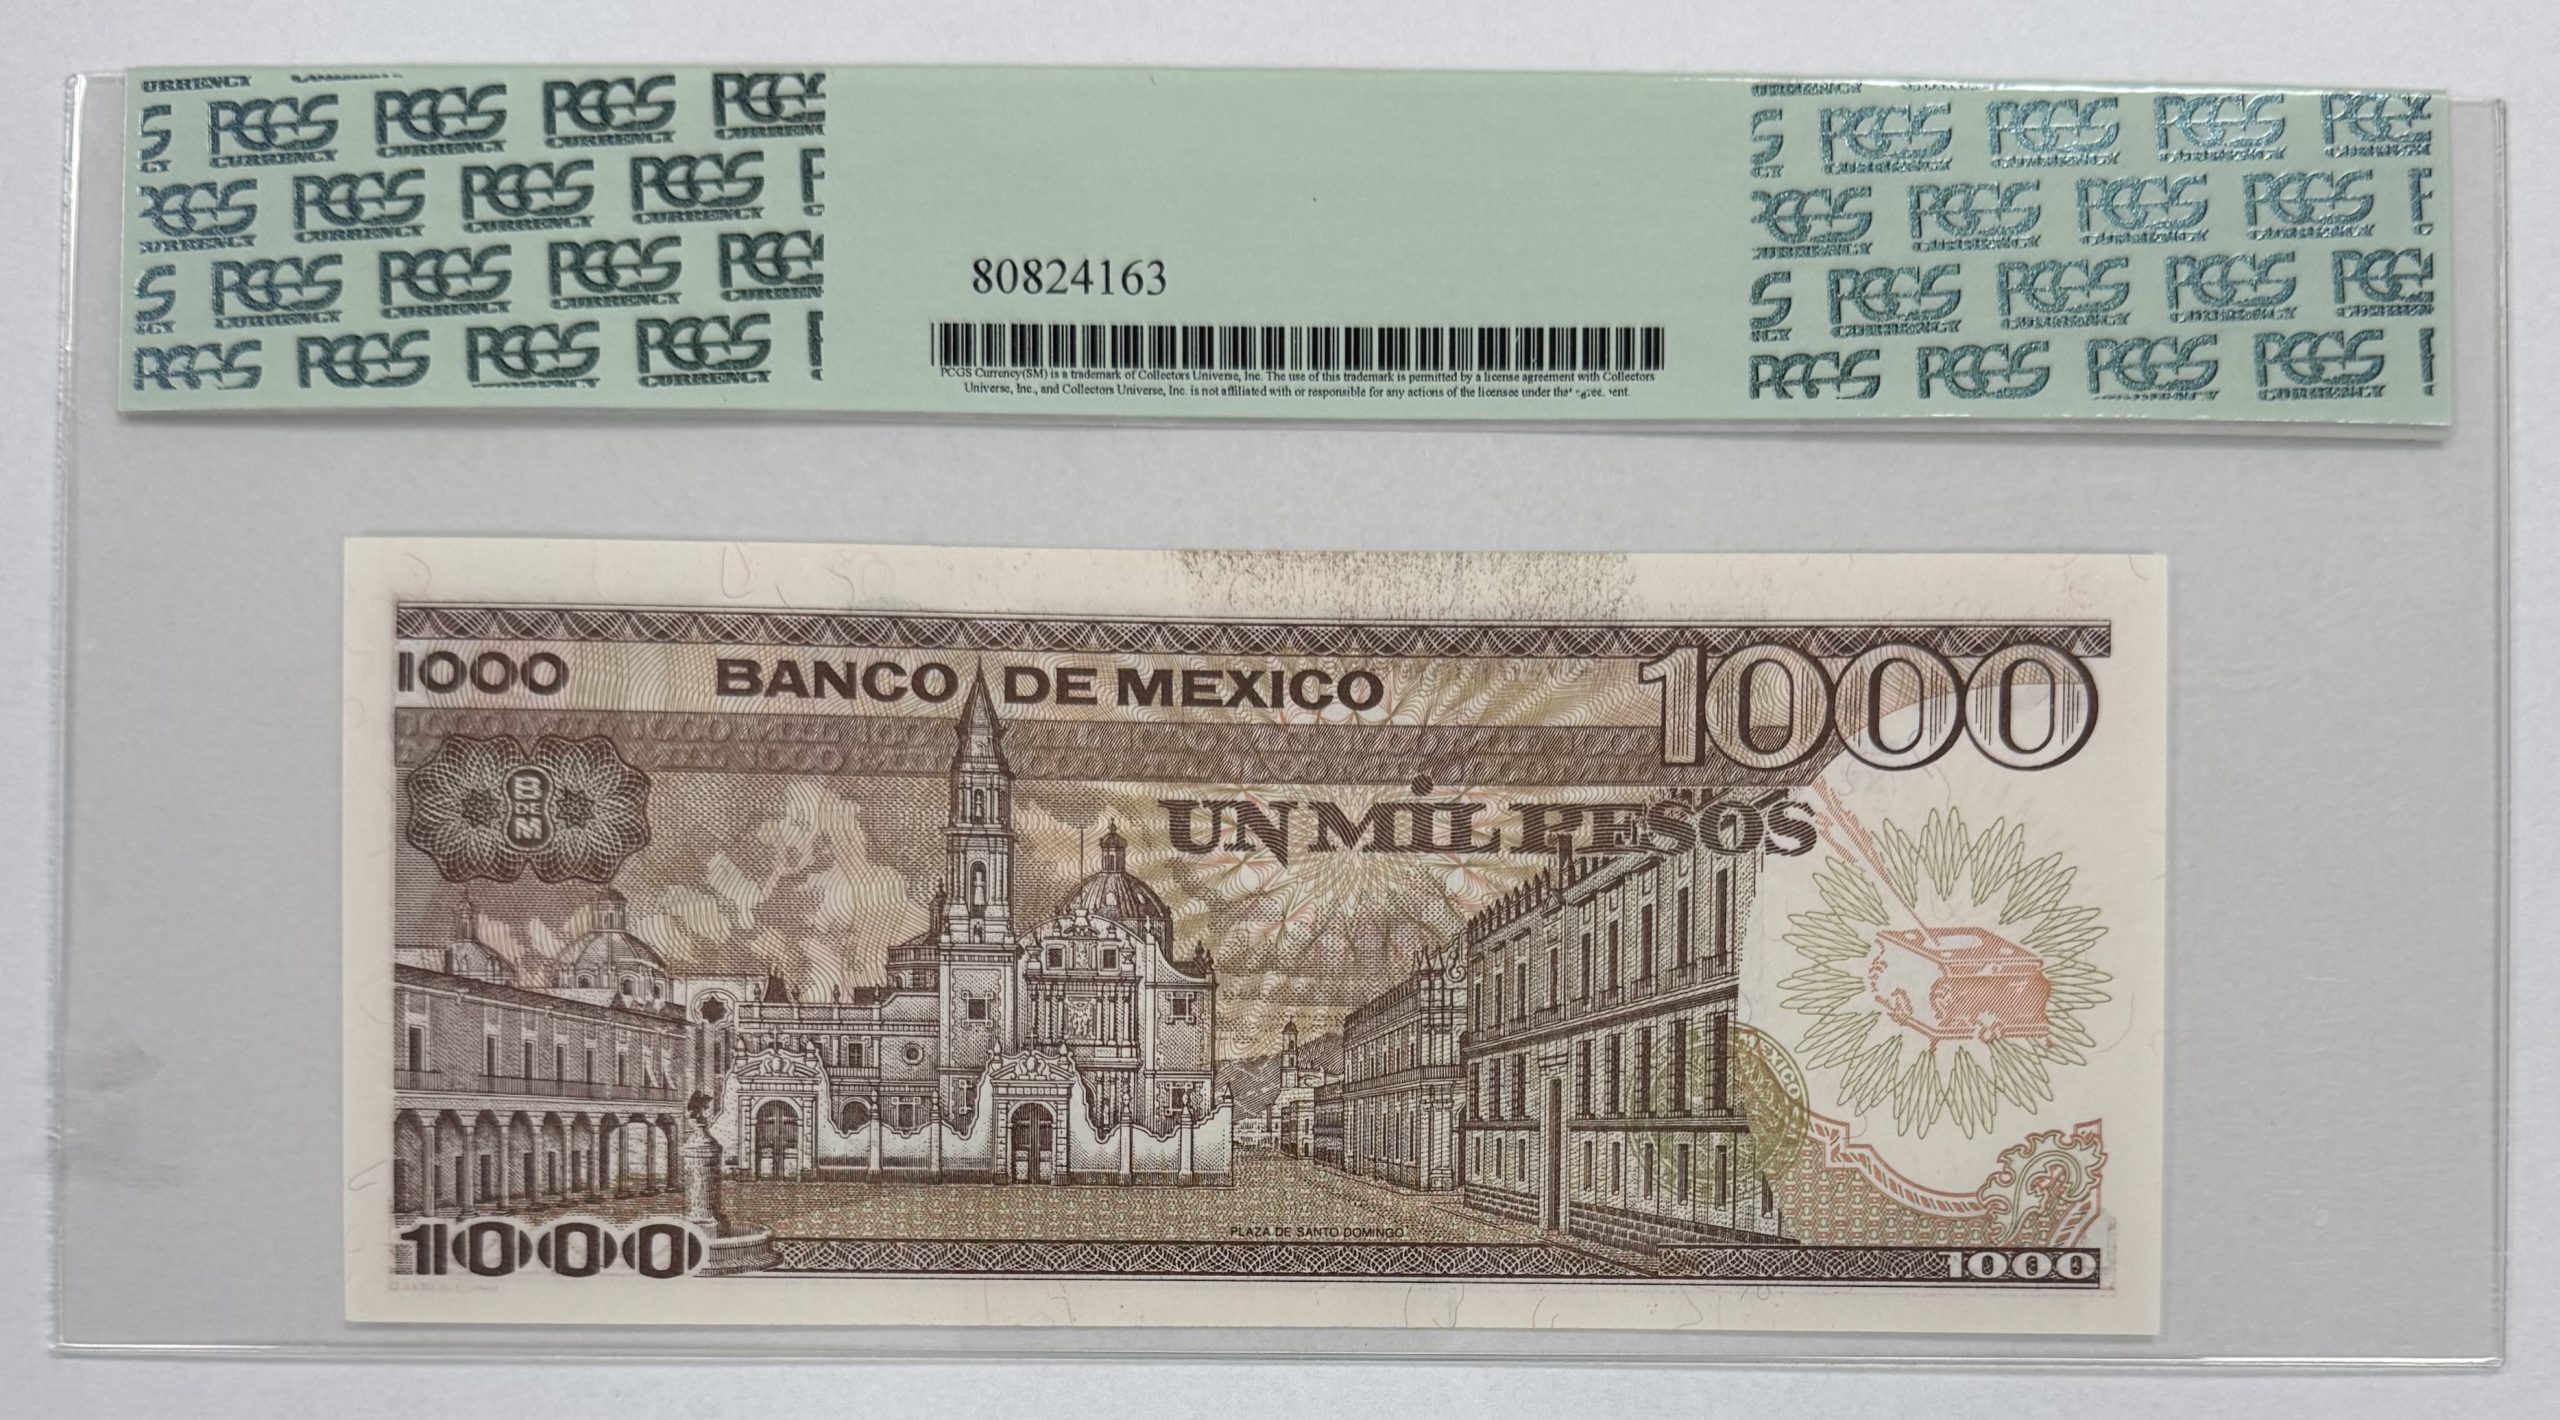 PCGS CURRENCY
80824163
PCGS Currency(SM) is a trademark of Collectors Universe, Inc. The use of this trademark is permitted by a license agreement with Collectors
Universe, Inc., and Collectors Universe, Inc. is not affiliated with or responsible for any actions of the licensee under
1000 BANCO DE MEXICO 1000
BDEM
UN MIL PESOS
MEXICO
PLAZA DE SANTO DOMINGO
1000 1000